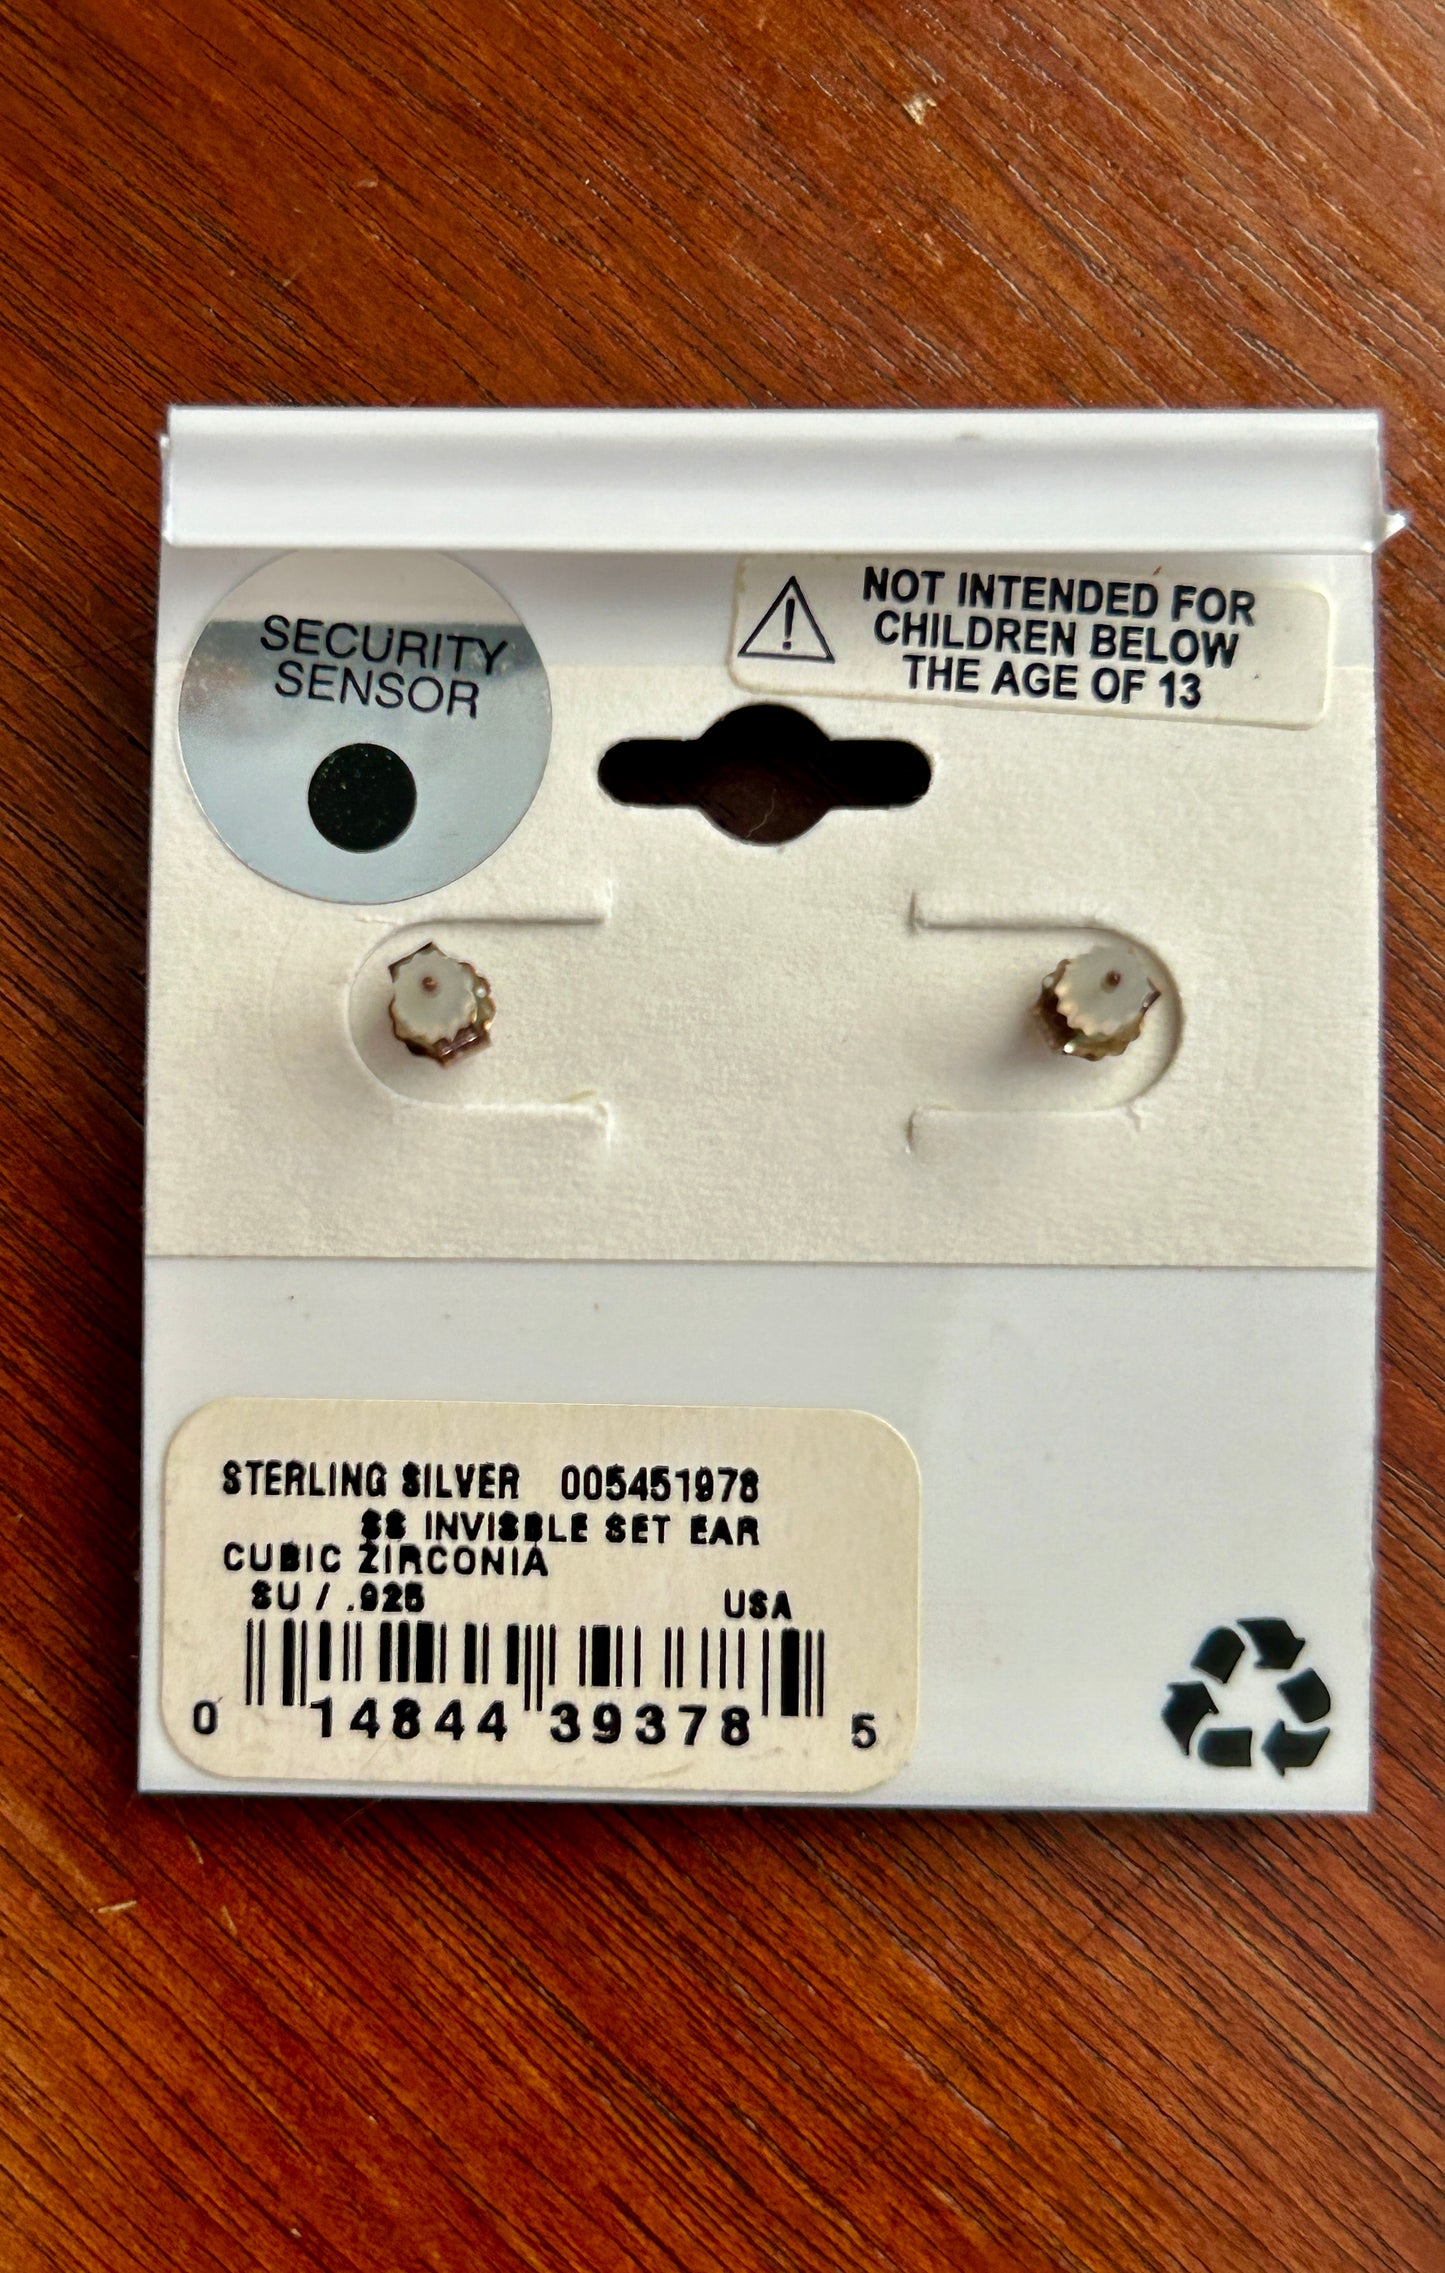 SECURITY
SENSOR
NOT INTENDED FOR
CHILDREN BELOW
THE AGE OF 13
STERLING SILVER 005451978
SS INVISBLE SET EAR
CUBIC ZIRCONIA
SU / .925 USA
0 14844 39378 5